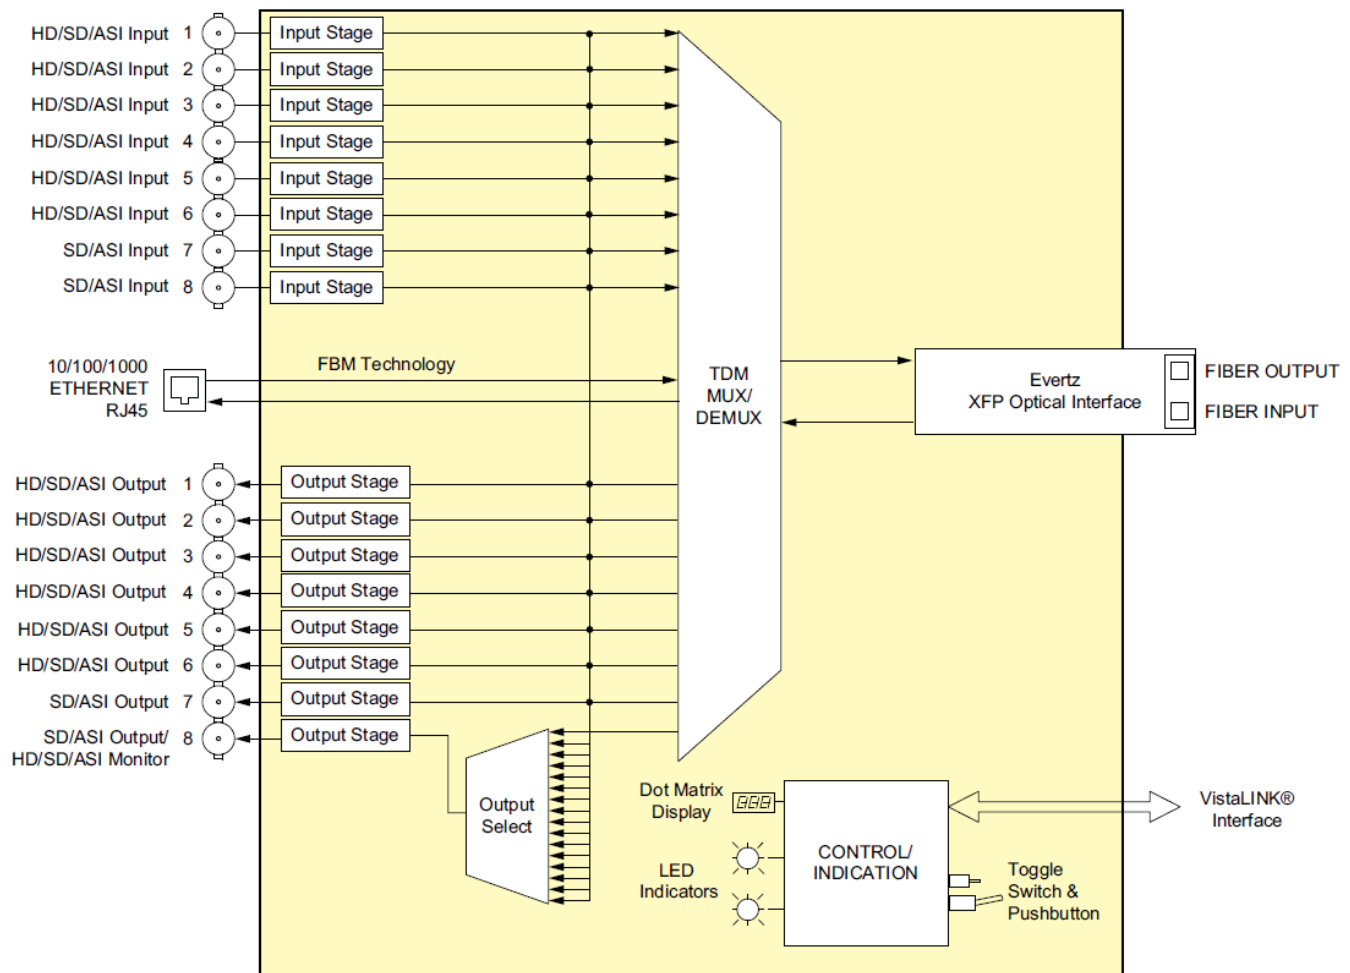 HD/SD/ASI Input 1 Input Stage
HD/SD/ASI Input 2 Input Stage
HD/SD/ASI Input 3 Input Stage
HD/SD/ASI Input 4 Input Stage
HD/SD/ASI Input 5 Input Stage
HD/SD/ASI Input 6 Input Stage
SD/ASI Input 7 Input Stage
SD/ASI Input 8 Input Stage
10/100/1000
ETHERNET
RJ45
FBM Technology
TDM
MUX/
DEMUX
Evertz
XFP Optical Interface
FIBER OUTPUT
FIBER INPUT
HD/SD/ASI Output 1 Output Stage
HD/SD/ASI Output 2 Output Stage
HD/SD/ASI Output 3 Output Stage
HD/SD/ASI Output 4 Output Stage
HD/SD/ASI Output 5 Output Stage
HD/SD/ASI Output 6 Output Stage
SD/ASI Output 7 Output Stage
SD/ASI Output/
HD/SD/ASI Monitor
8 Output Stage
Output
Select
Dot Matrix
Display
LED
Indicators
CONTROL/
INDICATION
VistaLINK®
Interface
Toggle
Switch &
Pushbutton